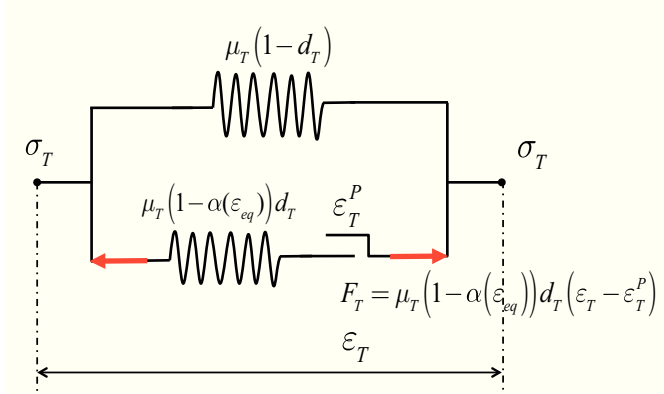 μ_T(1−d_T)
σ_T
σ_T
μ_T(1−α(ε_eq))d_T
ε_T^P
F_T = μ_T(1−α(ε_eq))d_T(ε_T−ε_T^P)
ε_T